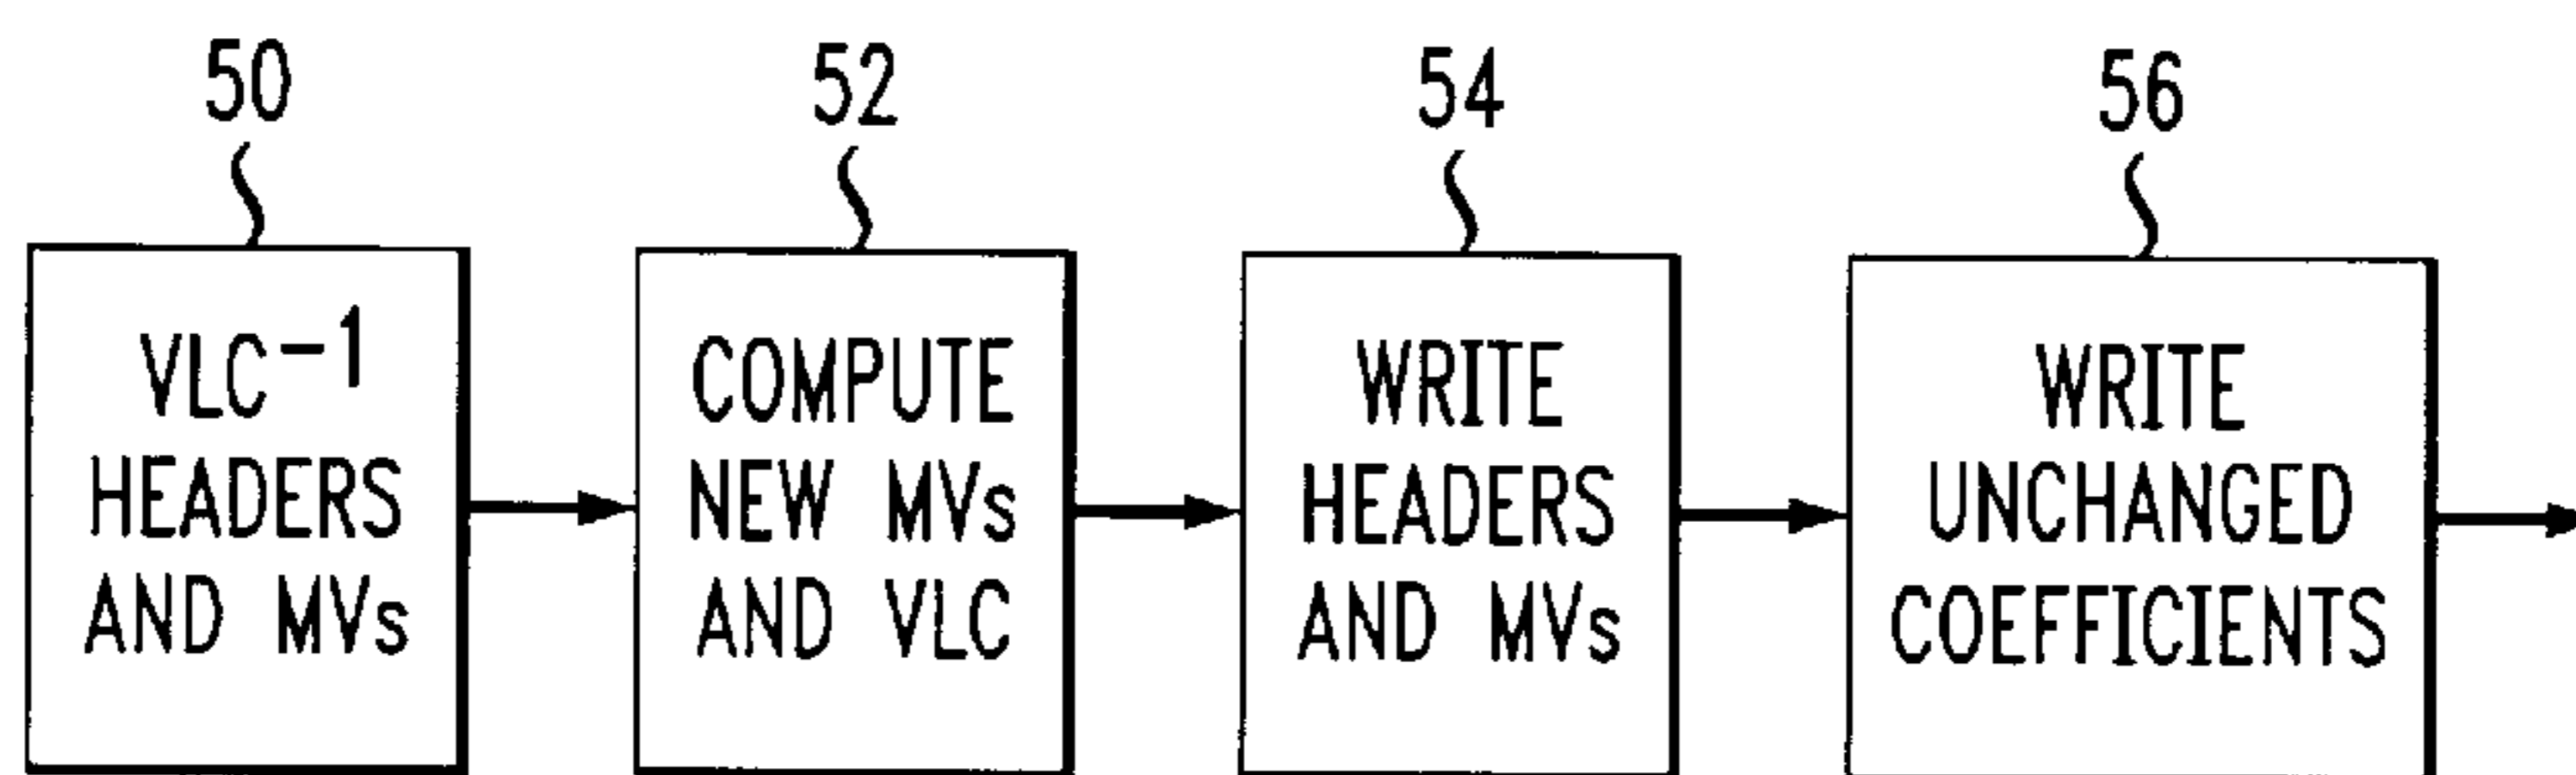 50
52
54
56
VLC⁻¹
HEADERS
AND MVs
COMPUTE
NEW MVs
AND VLC
WRITE
HEADERS
AND MVs
WRITE
UNCHANGED
COEFFICIENTS